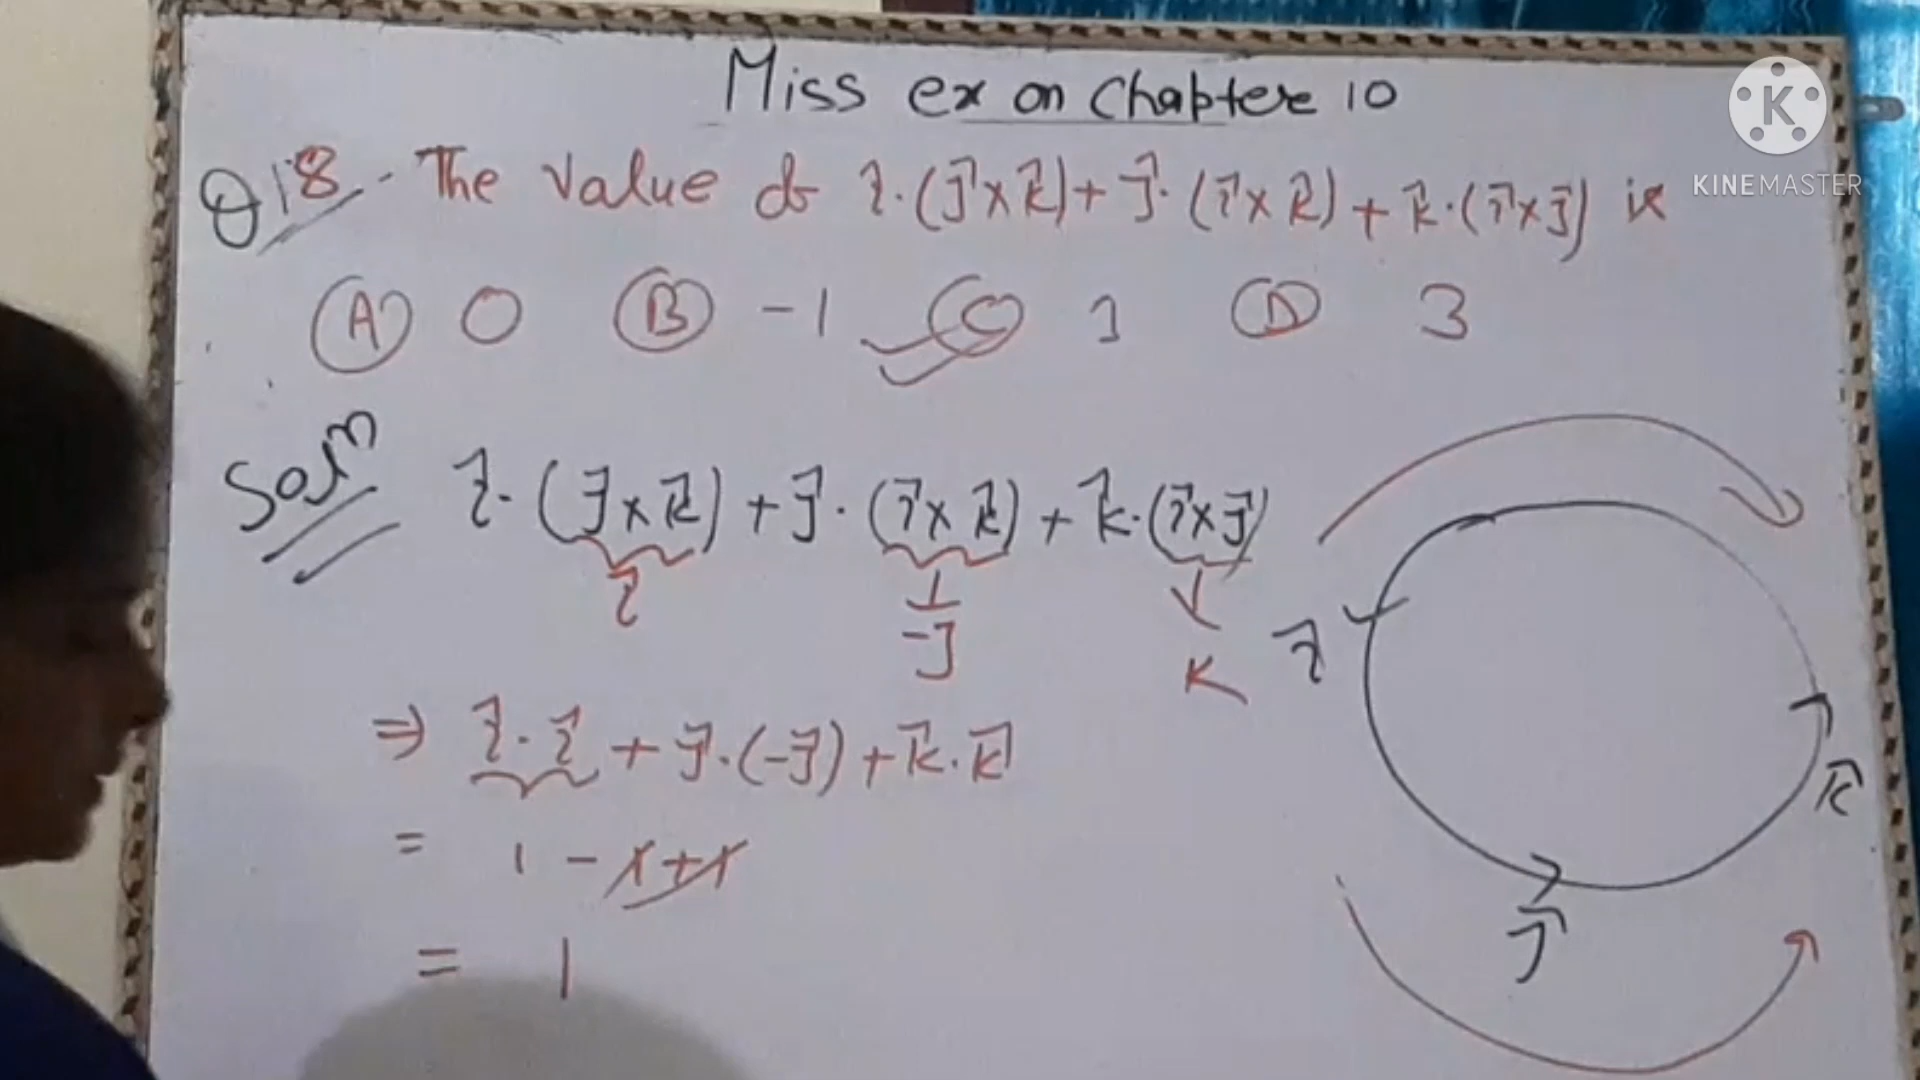 Miss ex on Chapter 10
KINEMASTER
Q18. The value of î·(j⃗×k⃗)+j⃗·(i⃗×k⃗)+k⃗·(i⃗×j⃗) is
(A) 0 (B) -1 (C) 1 (D) 3
Soln i⃗·(j⃗×k⃗)+j⃗·(i⃗×k⃗)+k⃗·(i⃗×j⃗)
i⃗ -j K
⇒ i⃗·i⃗+j⃗·(-j⃗)+k⃗·k⃗
= 1-1+1
= 1
i⃗
k⃗
j⃗